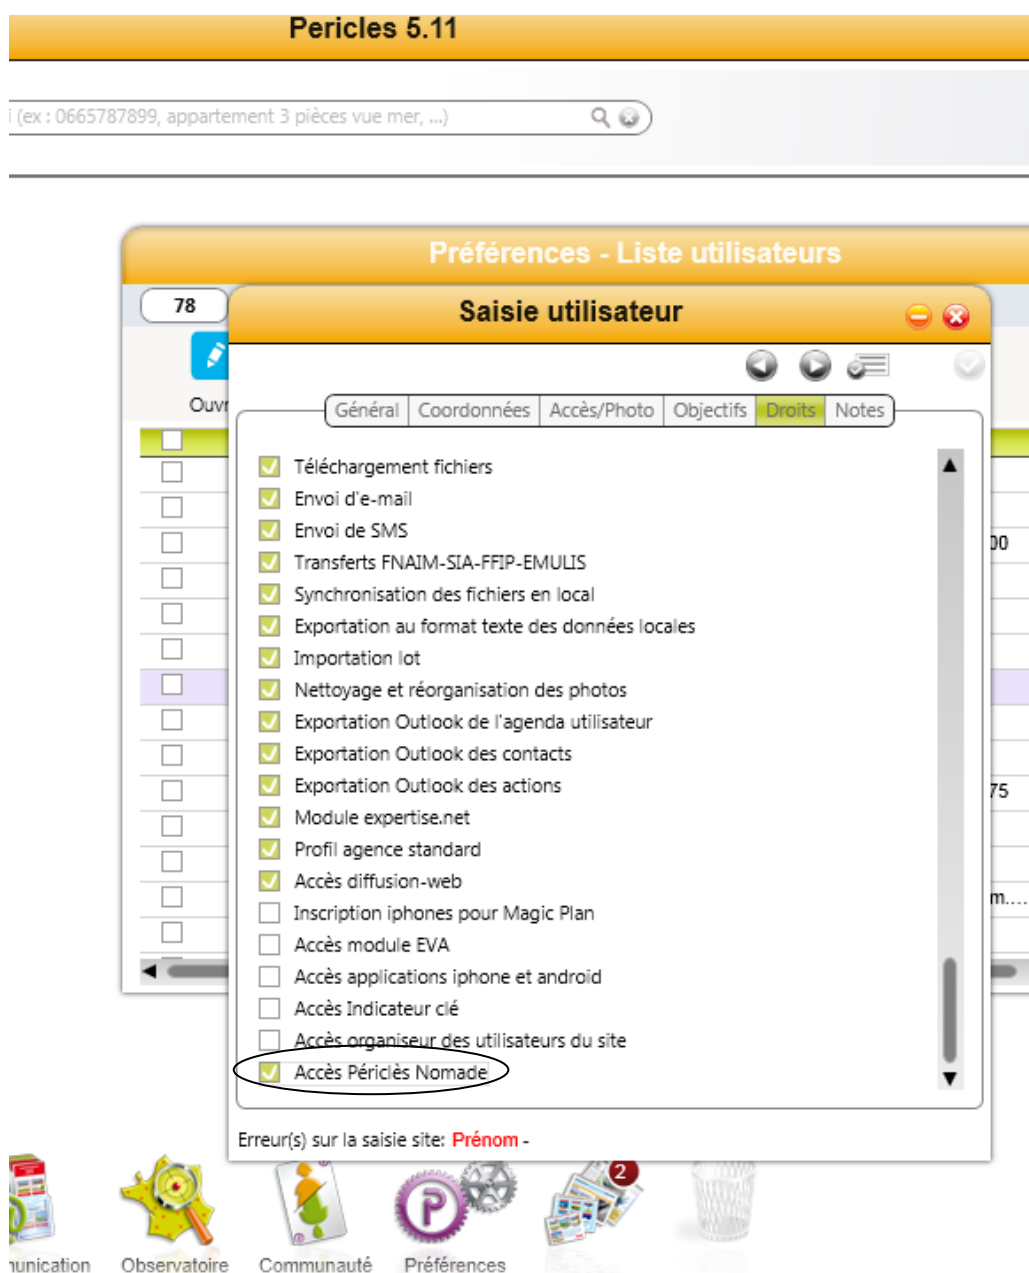 Pericles 5.11
i (ex : 0665787899, appartement 3 pièces vue mer, ...)
Préférences - Liste utilisateurs
78
Saisie utilisateur
Ouvr
Général Coordonnées Accès/Photo Objectifs Droits Notes
Téléchargement fichiers
Envoi d'e-mail
Envoi de SMS
00
Transferts FNAIM-SIA-FFIP-EMULIS
Synchronisation des fichiers en local
Exportation au format texte des données locales
Importation lot
Nettoyage et réorganisation des photos
Exportation Outlook de l'agenda utilisateur
Exportation Outlook des contacts
Exportation Outlook des actions
75
Module expertise.net
Profil agence standard
Accès diffusion-web
m....
Inscription iphones pour Magic Plan
Accès module EVA
Accès applications iphone et android
Accès Indicateur clé
Accès organiseur des utilisateurs du site
Accès Périclès Nomade
Erreur(s) sur la saisie site: Prénom -
2
P
nunication Observatoire Communauté Préférences